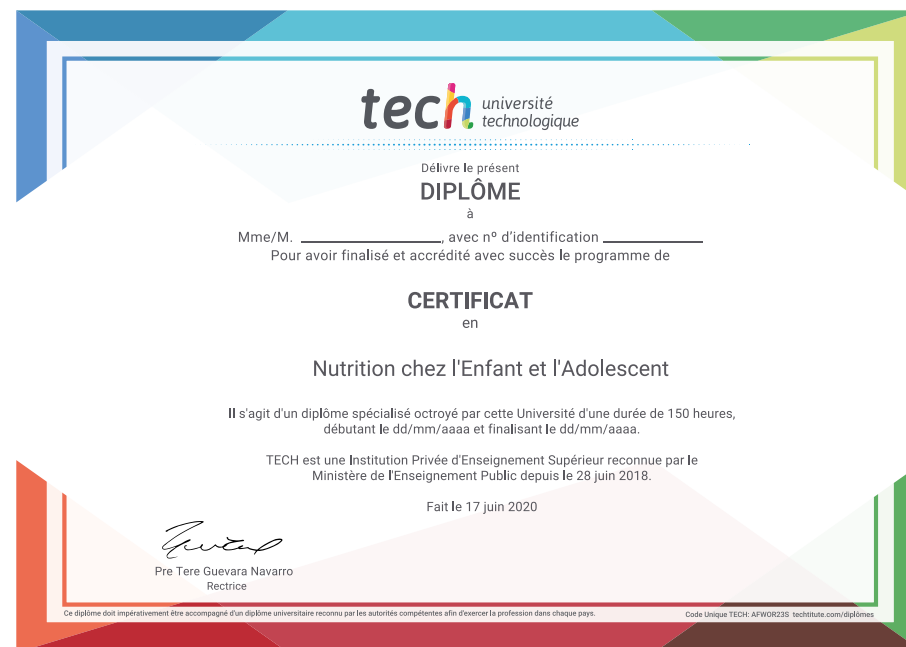 tech université
technologique
Délivre le présent
DIPLÔME
à
Mme/M. ____________________, avec nº d'identification ______________
Pour avoir finalisé et accrédité avec succès le programme de
CERTIFICAT
en
Nutrition chez l'Enfant et l'Adolescent
Il s'agit d'un diplôme spécialisé octroyé par cette Université d'une durée de 150 heures,
débutant le dd/mm/aaaa et finalisant le dd/mm/aaaa.
TECH est une Institution Privée d'Enseignement Supérieur reconnue par le
Ministère de l'Enseignement Public depuis le 28 juin 2018.
Fait le 17 juin 2020
Pre Tere Guevara Navarro
Rectrice
Ce diplôme doit impérativement être accompagné d'un diplôme universitaire reconnu par les autorités compétentes afin d'exercer la profession dans chaque pays.
Code Unique TECH: AFWOR23S techtitute.com/diplômes